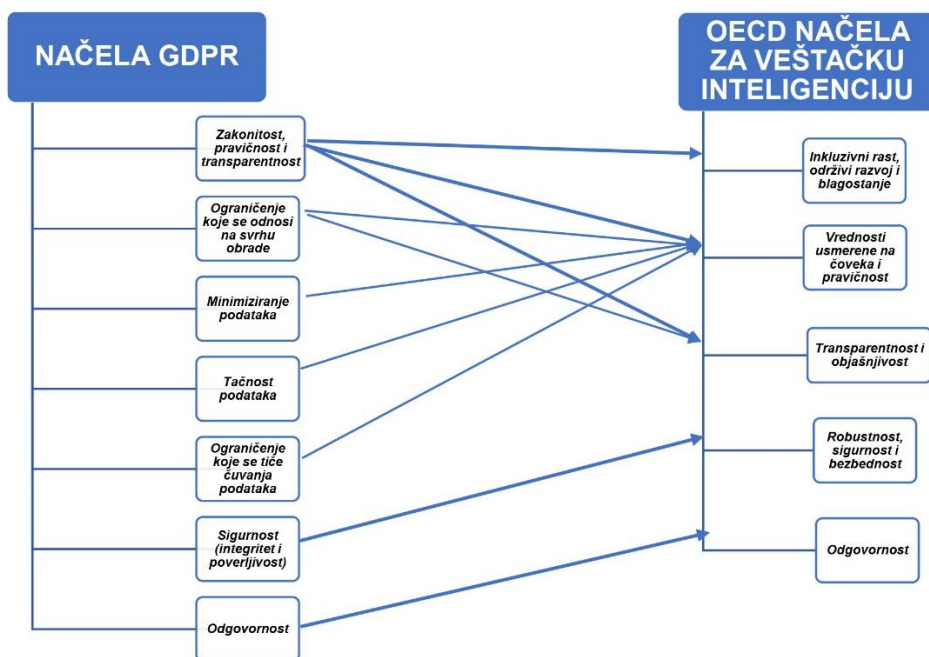 NAČELA GDPR
Zakonitost,
pravičnost i
transparentnost
Ograničenje
koje se odnosi
na svrhu
obrade
Minimiziranje
podataka
Tačnost
podataka
Ograničenje
koje se tiče
čuvanja
podataka
Sigurnost
(integritet i
poverljivost)
Odgovornost
OECD NAČELA
ZA VEŠTAČKU
INTELIGENCIJU
Inkluzivni rast,
održivi razvoj i
blagostanje
Vrednosti
usmerene na
čoveka i
pravičnost
Transparentnost i
objašnjivost
Robustnost,
sigurnost i
bezbednost
Odgovornost